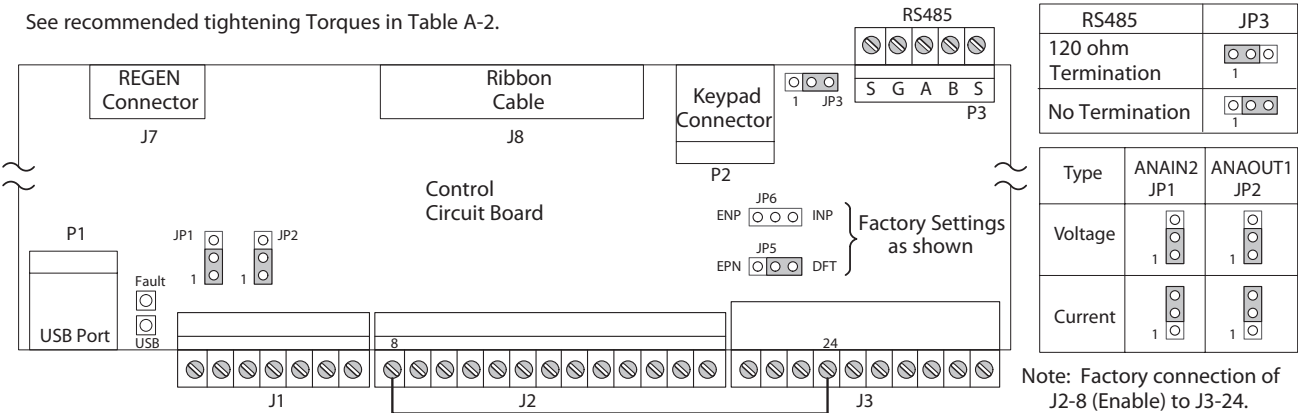 See recommended tightening Torques in Table A-2.
RS485
REGEN
Connector
J7
Ribbon
Cable
J8
Keypad
Connector
P2
1 JP3
S G A B S
P3
Control
Circuit Board
JP6
ENP INP
JP5
EPN DFT
Factory Settings
as shown
P1
USB Port
Fault
USB
JP1
1
JP2
1
8
24
J1
J2
J3
RS485 JP3
120 ohm
Termination
1
No Termination
1
Type ANAIN2 ANAOUT1
JP1 JP2
Voltage
1 1
Current
1 1
Note: Factory connection of
J2-8 (Enable) to J3-24.